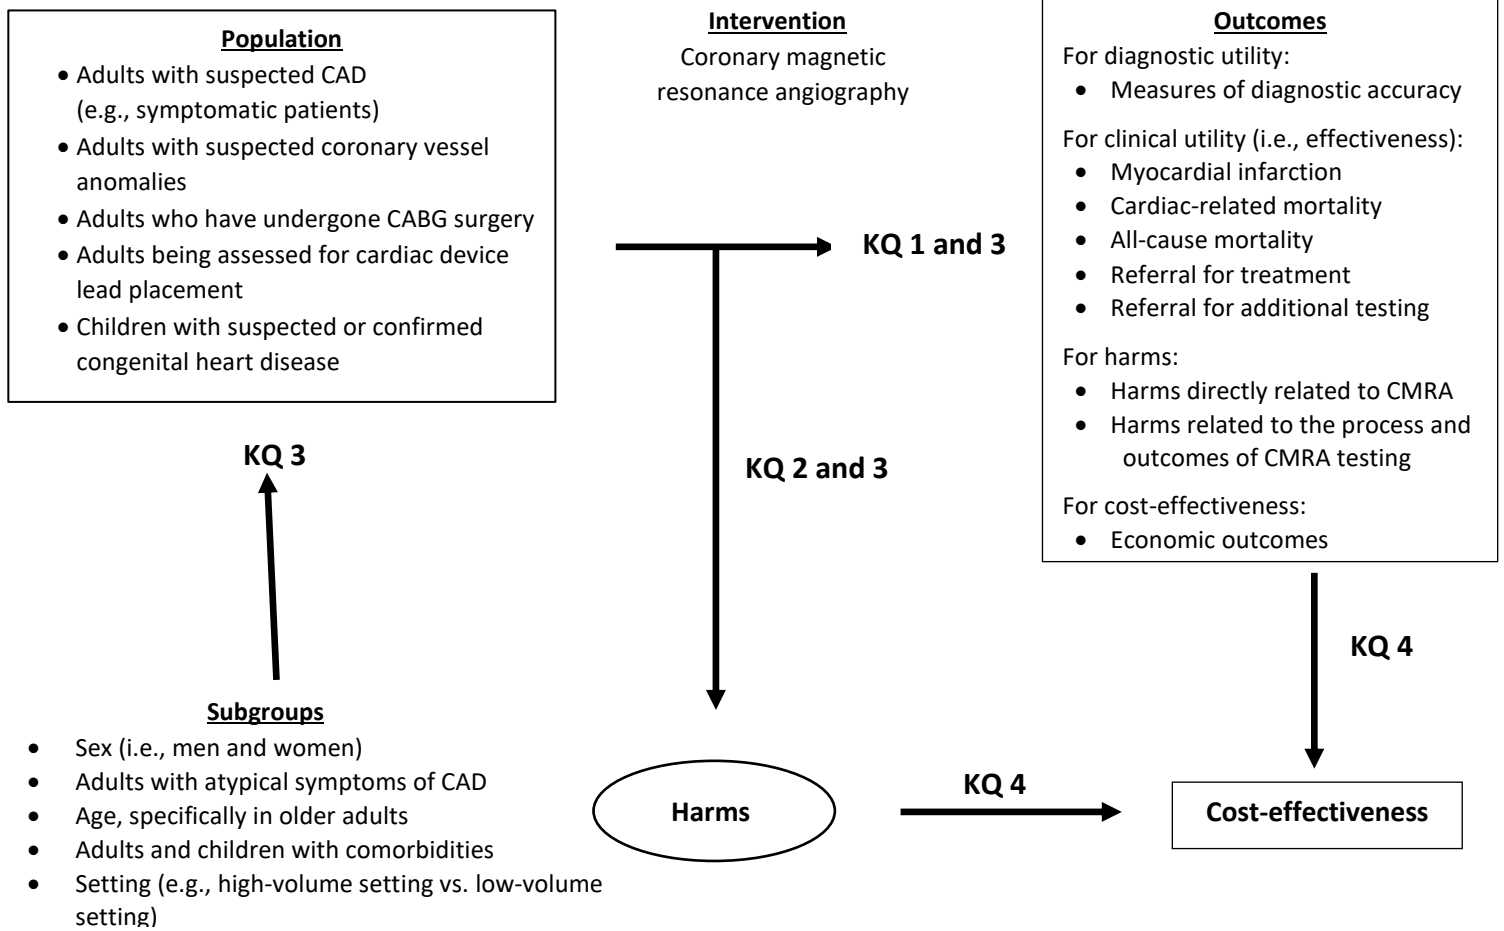 Population
• Adults with suspected CAD
(e.g., symptomatic patients)
• Adults with suspected coronary vessel
anomalies
• Adults who have undergone CABG surgery
• Adults being assessed for cardiac device
lead placement
• Children with suspected or confirmed
congenital heart disease
Intervention
Coronary magnetic
resonance angiography
KQ 1 and 3
Outcomes
For diagnostic utility:
• Measures of diagnostic accuracy
For clinical utility (i.e., effectiveness):
• Myocardial infarction
• Cardiac-related mortality
• All-cause mortality
• Referral for treatment
• Referral for additional testing
For harms:
• Harms directly related to CMRA
• Harms related to the process and
outcomes of CMRA testing
For cost-effectiveness:
• Economic outcomes
KQ 3
KQ 2 and 3
KQ 4
Subgroups
• Sex (i.e., men and women)
• Adults with atypical symptoms of CAD
• Age, specifically in older adults
• Adults and children with comorbidities
• Setting (e.g., high-volume setting vs. low-volume
setting)
Harms
KQ 4
Cost-effectiveness